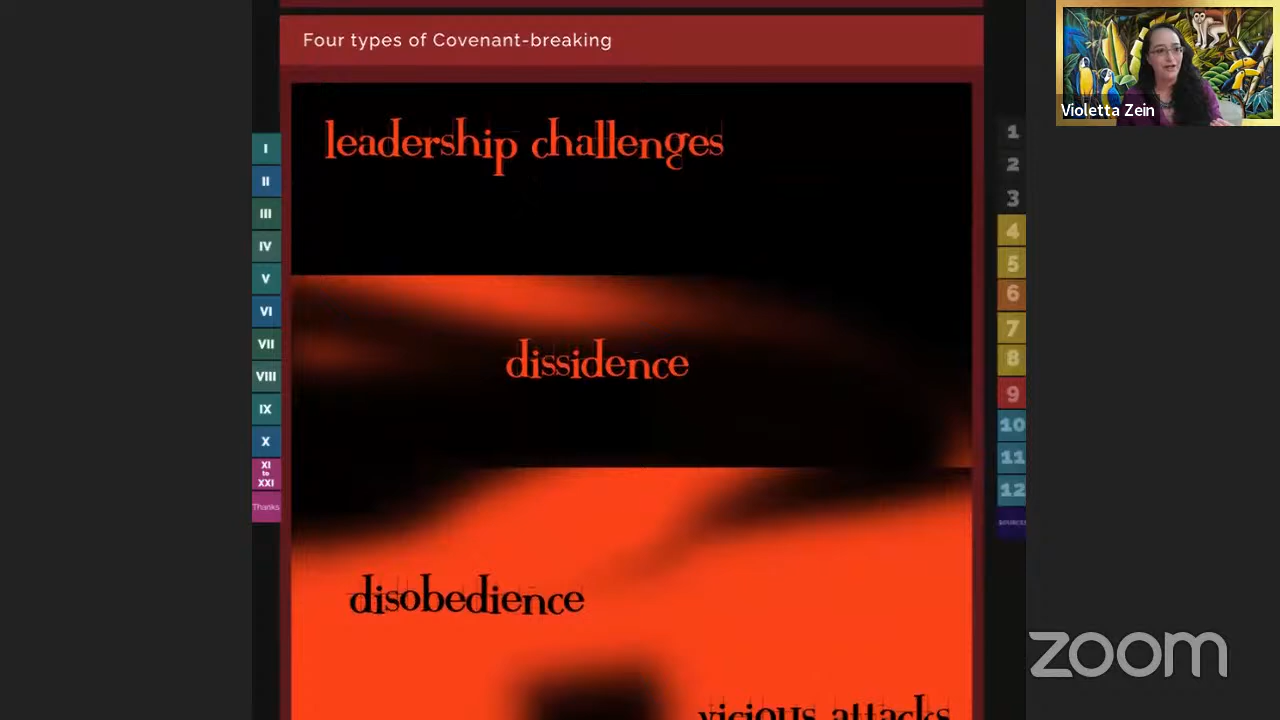 Four types of Covenant-breaking
leadership challenges
dissidence
disobedience
vicious attacks
I
II
III
IV
V
VI
VII
VIII
IX
X
XI
to
XXI
Thanks
1
2
3
4
5
6
7
8
9
10
11
12
SOURCES
Violetta Zein
zoom